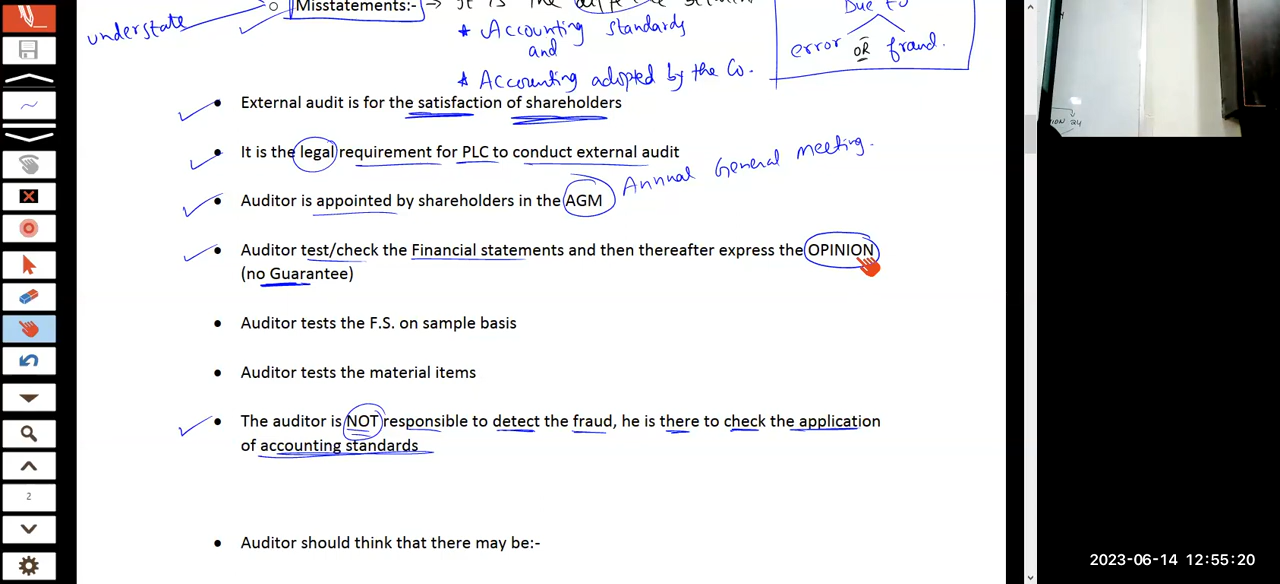 understate
Misstatements:- → It is the
Due to
* Accounting standards
and
error OR fraud.
* Accounting adopted by the Co.
• External audit is for the satisfaction of shareholders
• It is the legal requirement for PLC to conduct external audit
• Auditor is appointed by shareholders in the AGM Annual General Meeting.
• Auditor test/check the Financial statements and then thereafter express the OPINION
(no Guarantee)
• Auditor tests the F.S. on sample basis
• Auditor tests the material items
• The auditor is NOT responsible to detect the fraud, he is there to check the application
of accounting standards
• Auditor should think that there may be:-
2
2023-06-14 12:55:20